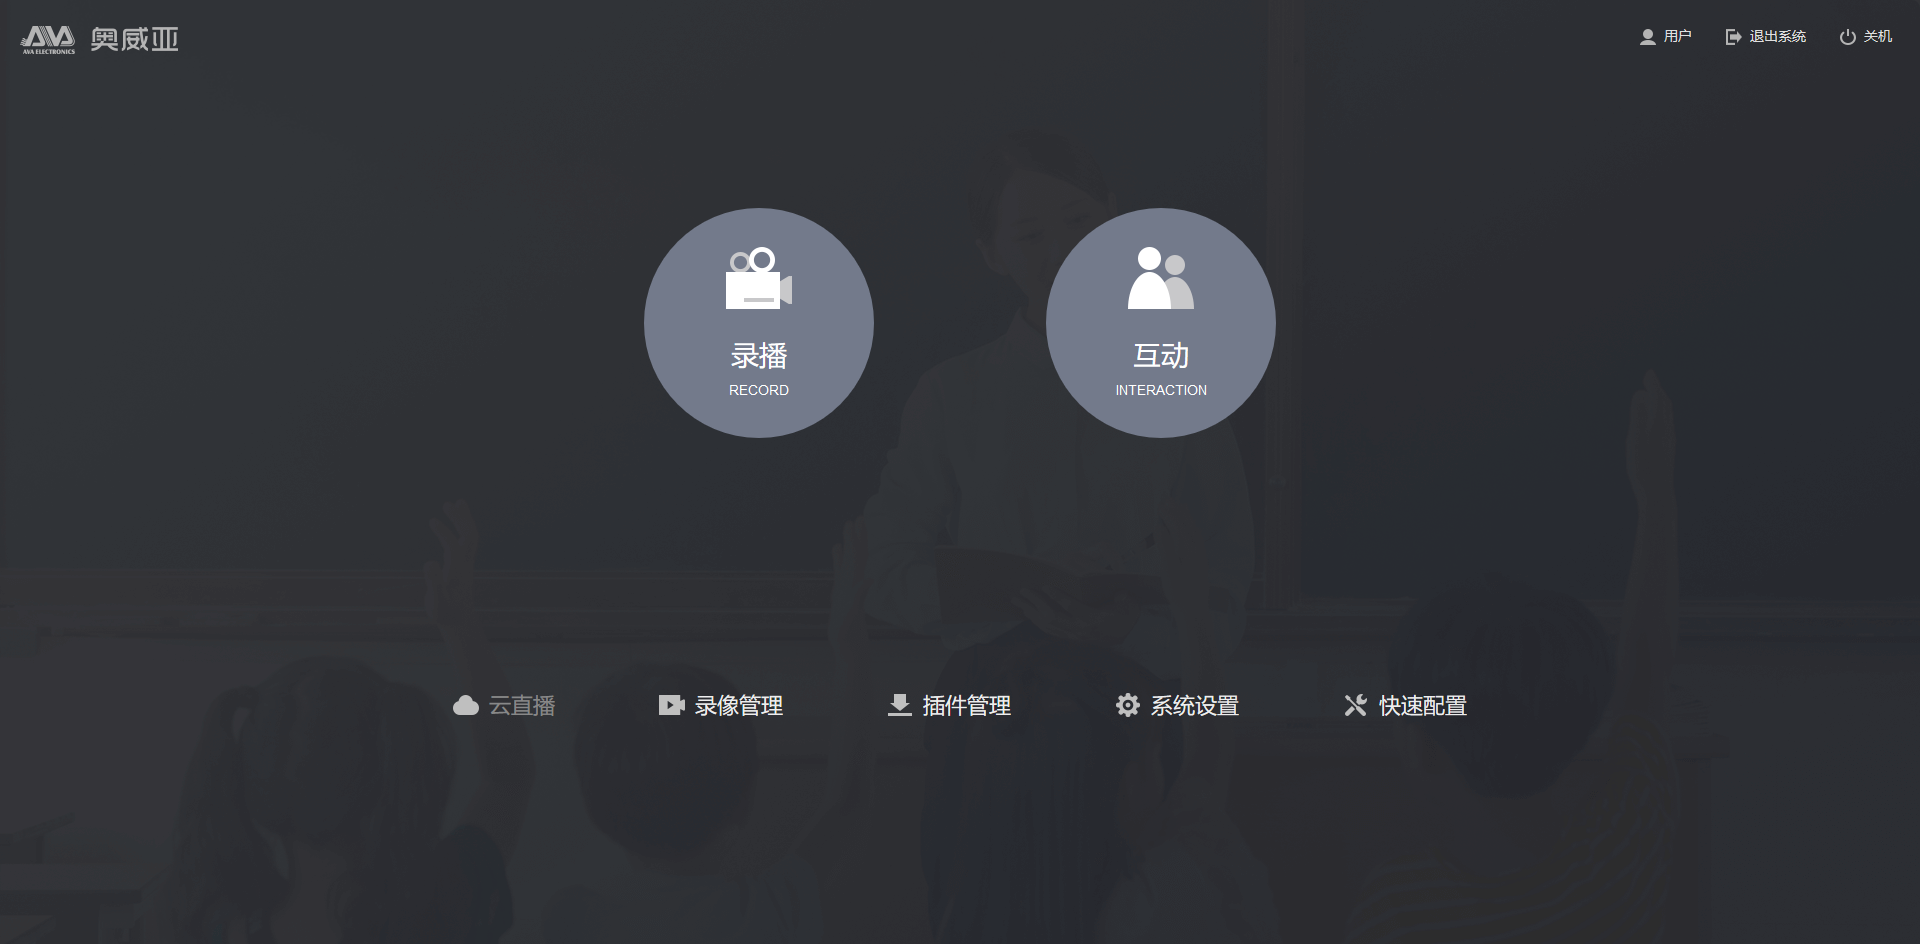 AVA ELECTRONICS
奥威亚
用户
退出系统
关机
录播
RECORD
互动
INTERACTION
云直播
录像管理
插件管理
系统设置
快速配置